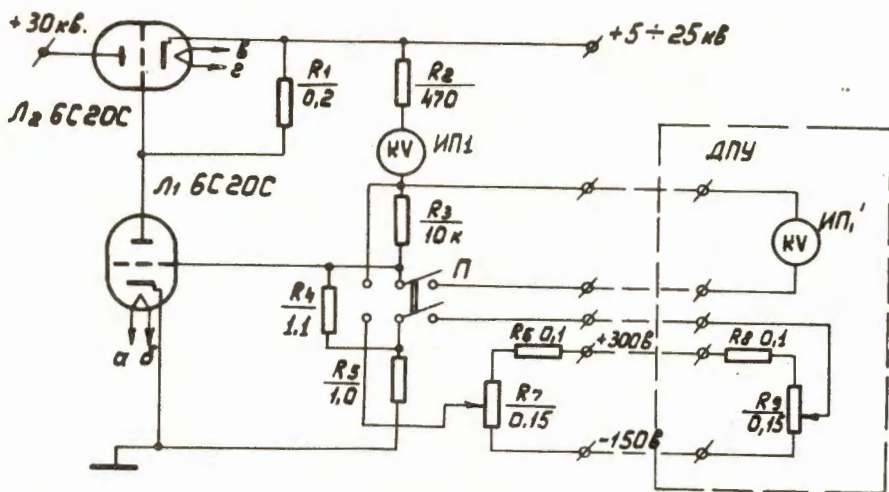 +30кв.
+5÷25кв
в
г
R1
0,2
R2
470
Л2 6С20С
KV
ИП1
ДПУ
Л1 6С20С
R3
10к
KV
ИП1'
П
R4
1,1
а
б
R6 0,1
+300в
R8 0,1
R5
1,0
R7
0,15
R9
0,15
-150в